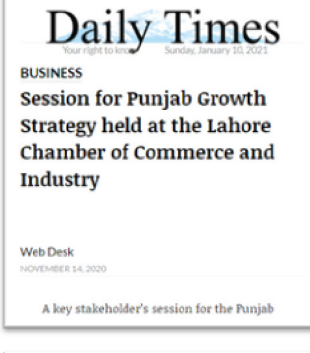 Daily Times
Your right to know Sunday, January 10, 2021
BUSINESS
Session for Punjab Growth
Strategy held at the Lahore
Chamber of Commerce and
Industry
Web Desk
NOVEMBER 14, 2020
A key stakeholder's session for the Punjab